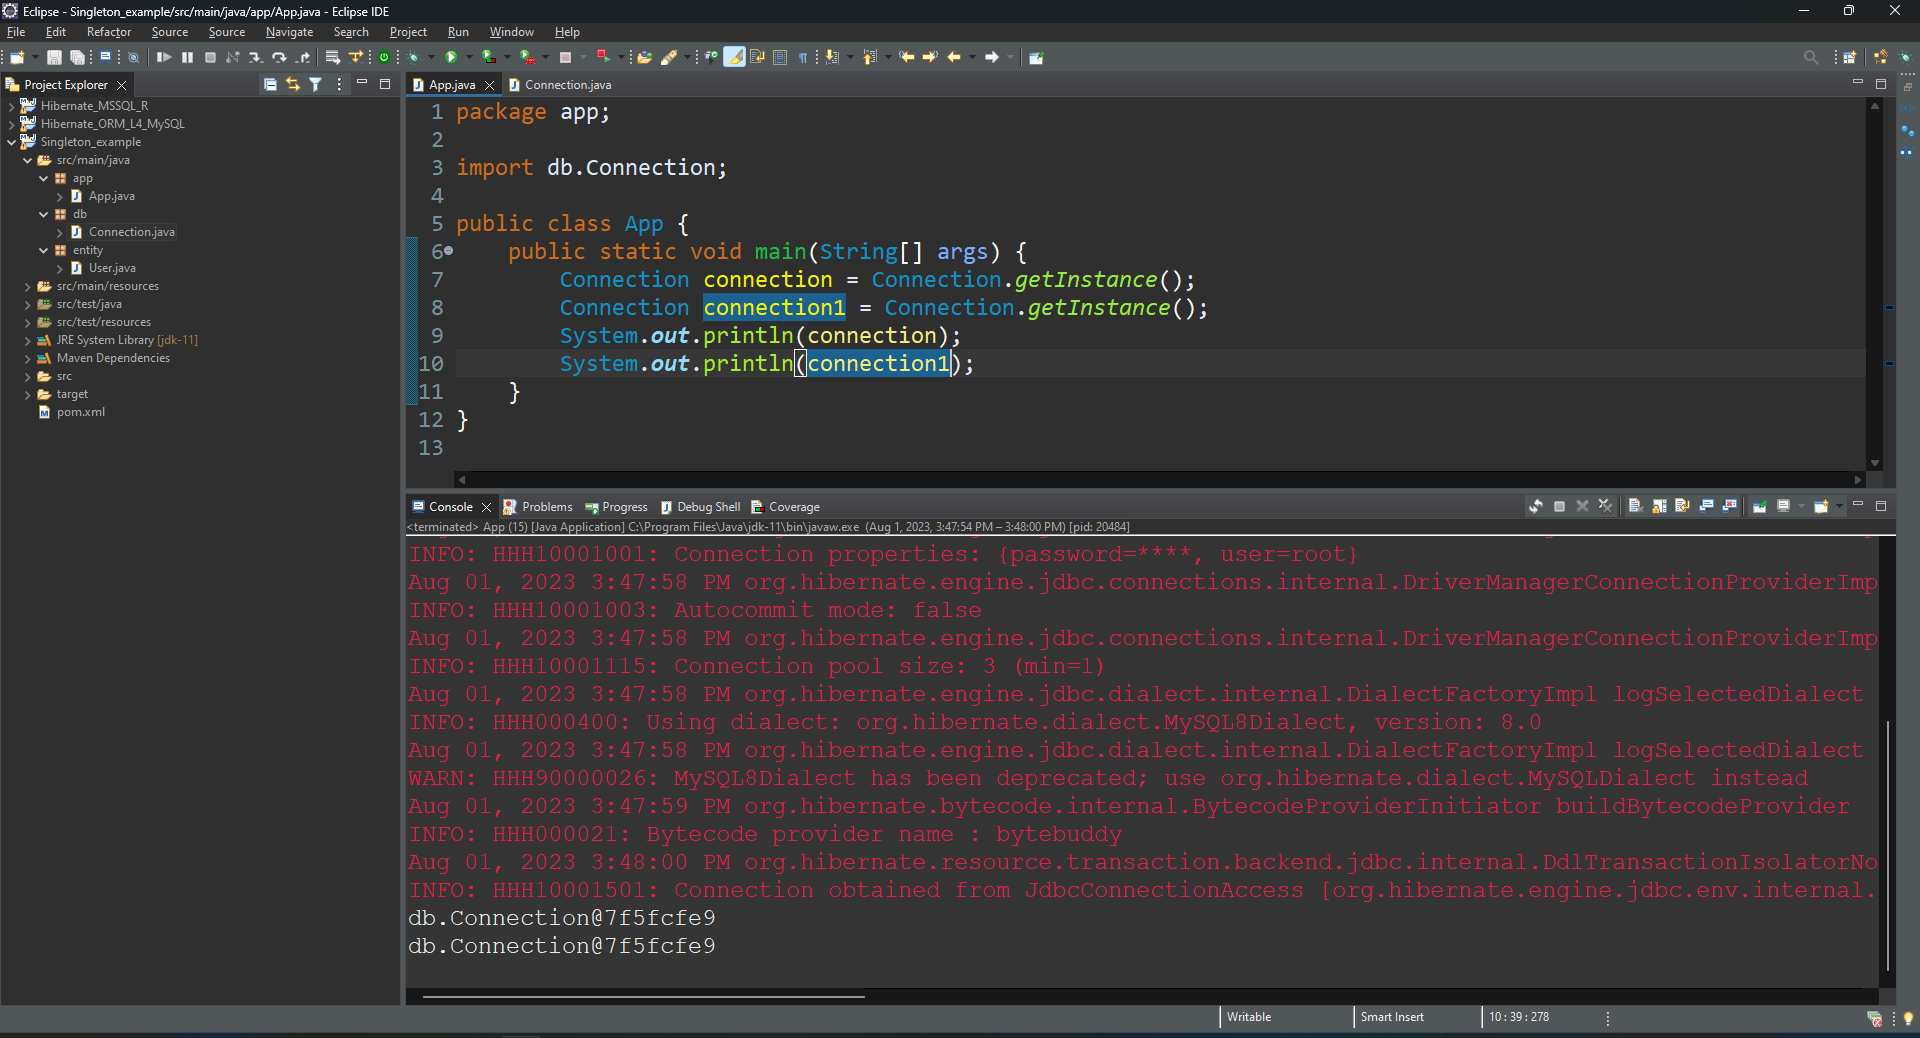 Eclipse - Singleton_example/src/main/java/app/App.java - Eclipse IDE
File Edit Refactor Source Source Navigate Search Project Run Window Help
Project Explorer
Hibernate_MSSQL_R
Hibernate_ORM_L4_MySQL
Singleton_example
src/main/java
app
App.java
db
Connection.java
entity
User.java
src/main/resources
src/test/java
src/test/resources
JRE System Library [jdk-11]
Maven Dependencies
src
target
pom.xml
App.java Connection.java
1 package app;
2
3 import db.Connection;
4
5 public class App {
6 public static void main(String[] args) {
7 Connection connection = Connection.getInstance();
8 Connection connection1 = Connection.getInstance();
9 System.out.println(connection);
10 System.out.println(connection1);
11 }
12 }
13
Console Problems Progress Debug Shell Coverage
<terminated> App (15) [Java Application] C:\Program Files\Java\jdk-11\bin\javaw.exe (Aug 1, 2023, 3:47:54 PM – 3:48:00 PM) [pid: 20484]
INFO: HHH10001001: Connection properties: {password=****, user=root}
Aug 01, 2023 3:47:58 PM org.hibernate.engine.jdbc.connections.internal.DriverManagerConnectionProviderImp
INFO: HHH10001003: Autocommit mode: false
Aug 01, 2023 3:47:58 PM org.hibernate.engine.jdbc.connections.internal.DriverManagerConnectionProviderImp
INFO: HHH10001115: Connection pool size: 3 (min=1)
Aug 01, 2023 3:47:58 PM org.hibernate.engine.jdbc.dialect.internal.DialectFactoryImpl logSelectedDialect
INFO: HHH000400: Using dialect: org.hibernate.dialect.MySQL8Dialect, version: 8.0
Aug 01, 2023 3:47:58 PM org.hibernate.engine.jdbc.dialect.internal.DialectFactoryImpl logSelectedDialect
WARN: HHH90000026: MySQL8Dialect has been deprecated; use org.hibernate.dialect.MySQLDialect instead
Aug 01, 2023 3:47:59 PM org.hibernate.bytecode.internal.BytecodeProviderInitiator buildBytecodeProvider
INFO: HHH000021: Bytecode provider name : bytebuddy
Aug 01, 2023 3:48:00 PM org.hibernate.resource.transaction.backend.jdbc.internal.DdlTransactionIsolatorNo
INFO: HHH10001501: Connection obtained from JdbcConnectionAccess [org.hibernate.engine.jdbc.env.internal.
db.Connection@7f5fcfe9
db.Connection@7f5fcfe9
Writable Smart Insert 10 : 39 : 278